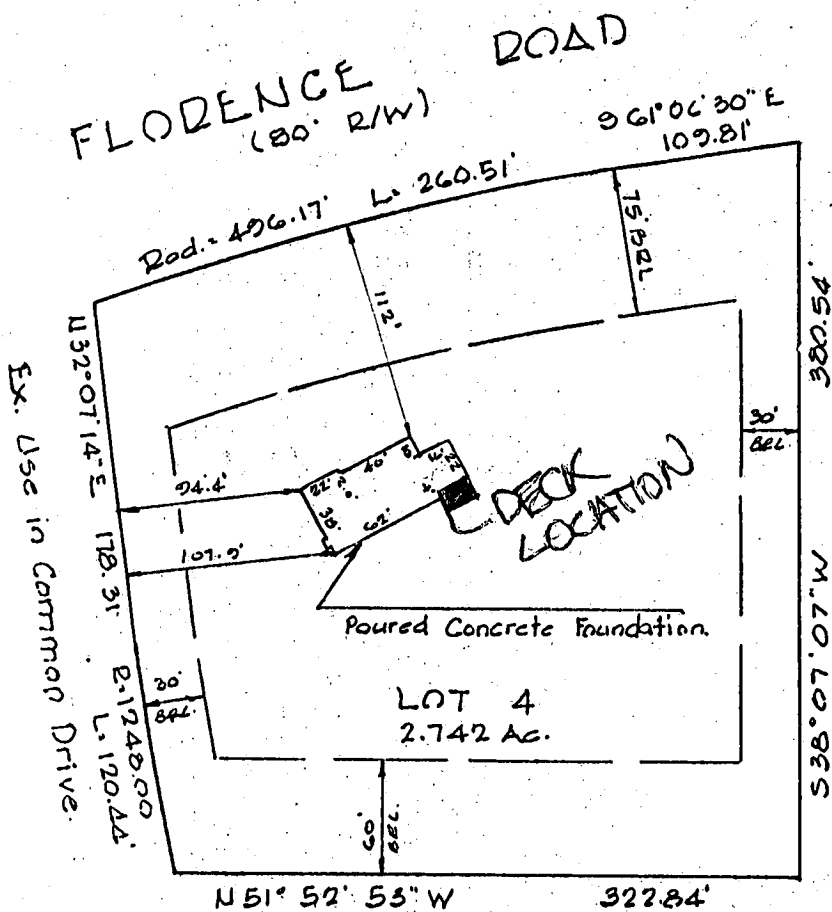 FLORENCE ROAD
(80' R/W)
S 61° 06' 30" E
109.81'
Rad. = 496.17' L= 260.51'
75' BRL
112'
380.54'
S 38° 07' 07" W
N 32° 07' 14" E 178.31'
R=1248.00
L= 120.44'
Ex. Use in Common Drive.
94.4'
107.9'
22'
40'
38'
62'
22
30'
BRL.
DECK
LOCATION
Poured Concrete Foundation.
30'
BRL.
LOT 4
2.742 Ac.
60'
BRL.
N 51° 52' 53" W 322.84'